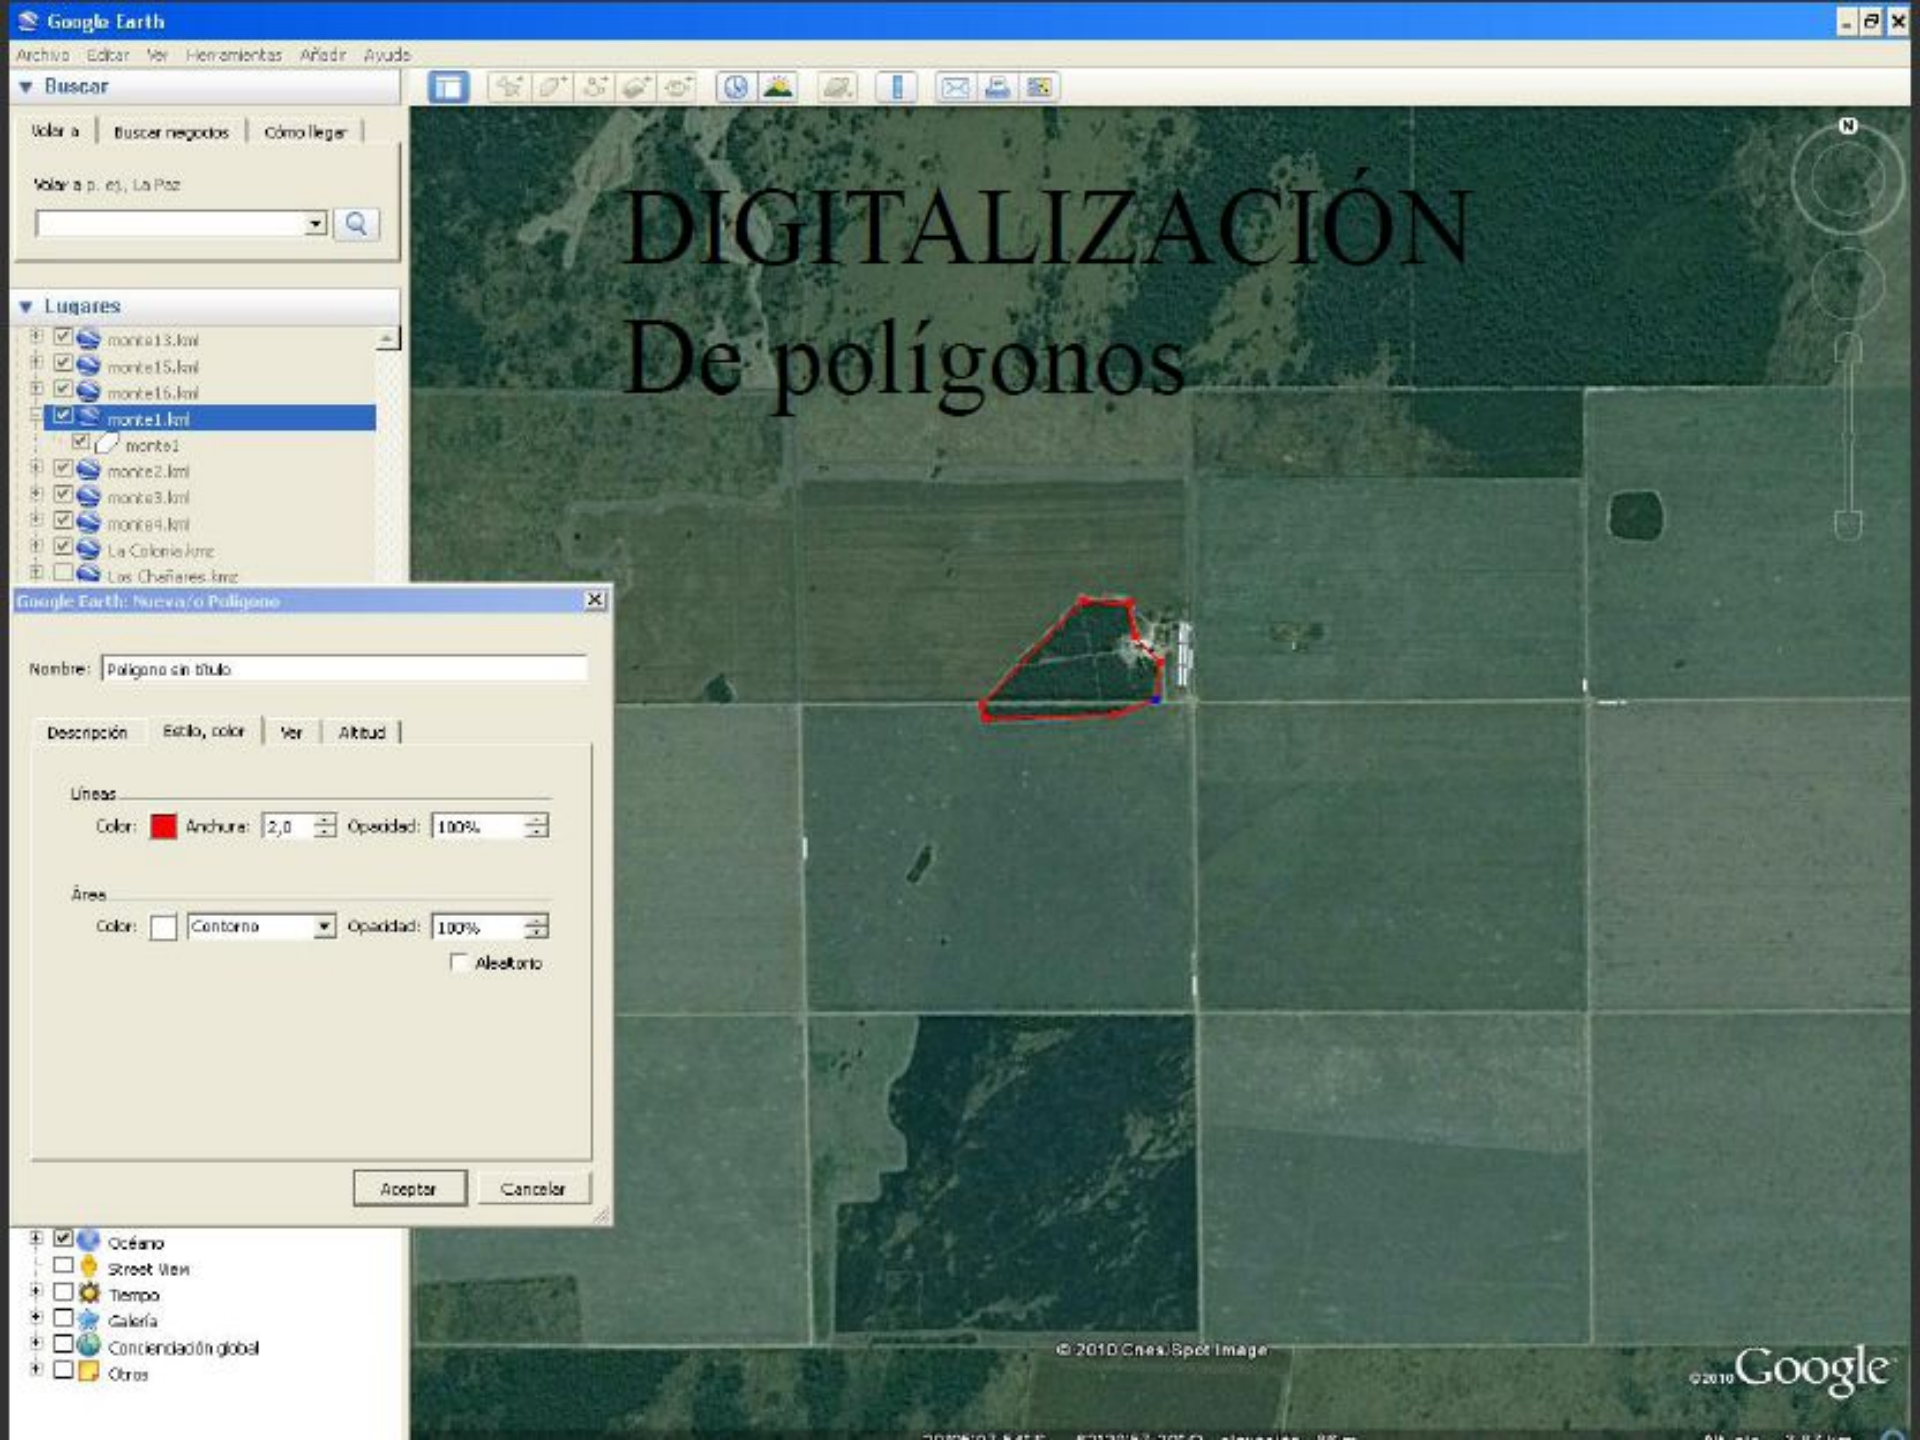 Google Earth
Archivo Editar Ver Herramientas Añadir Ayuda
Buscar
Volar a
Buscar negocios
Cómo llegar
Volar a p. ej., La Paz
DIGITALIZACIÓN
De polígonos
N
Lugares
monte13.kml
monte15.kml
monte16.kml
monte1.kml
monte1
monte2.kml
monte3.kml
monte4.kml
La Colonia.kmz
Los Chañares.kmz
Google Earth: Nueva/o Polígono
Nombre: Polígono sin título
Descripción
Estilo, color
Ver
Altitud
Líneas
Color: Anchura: 2,0 Opacidad: 100%
Área
Color: Contorno Opacidad: 100%
Aleatorio
Aceptar
Cancelar
Océano
Street View
Tiempo
Galería
Concienciación global
Otros
© 2010 Cnes/Spot Image
©2010 Google